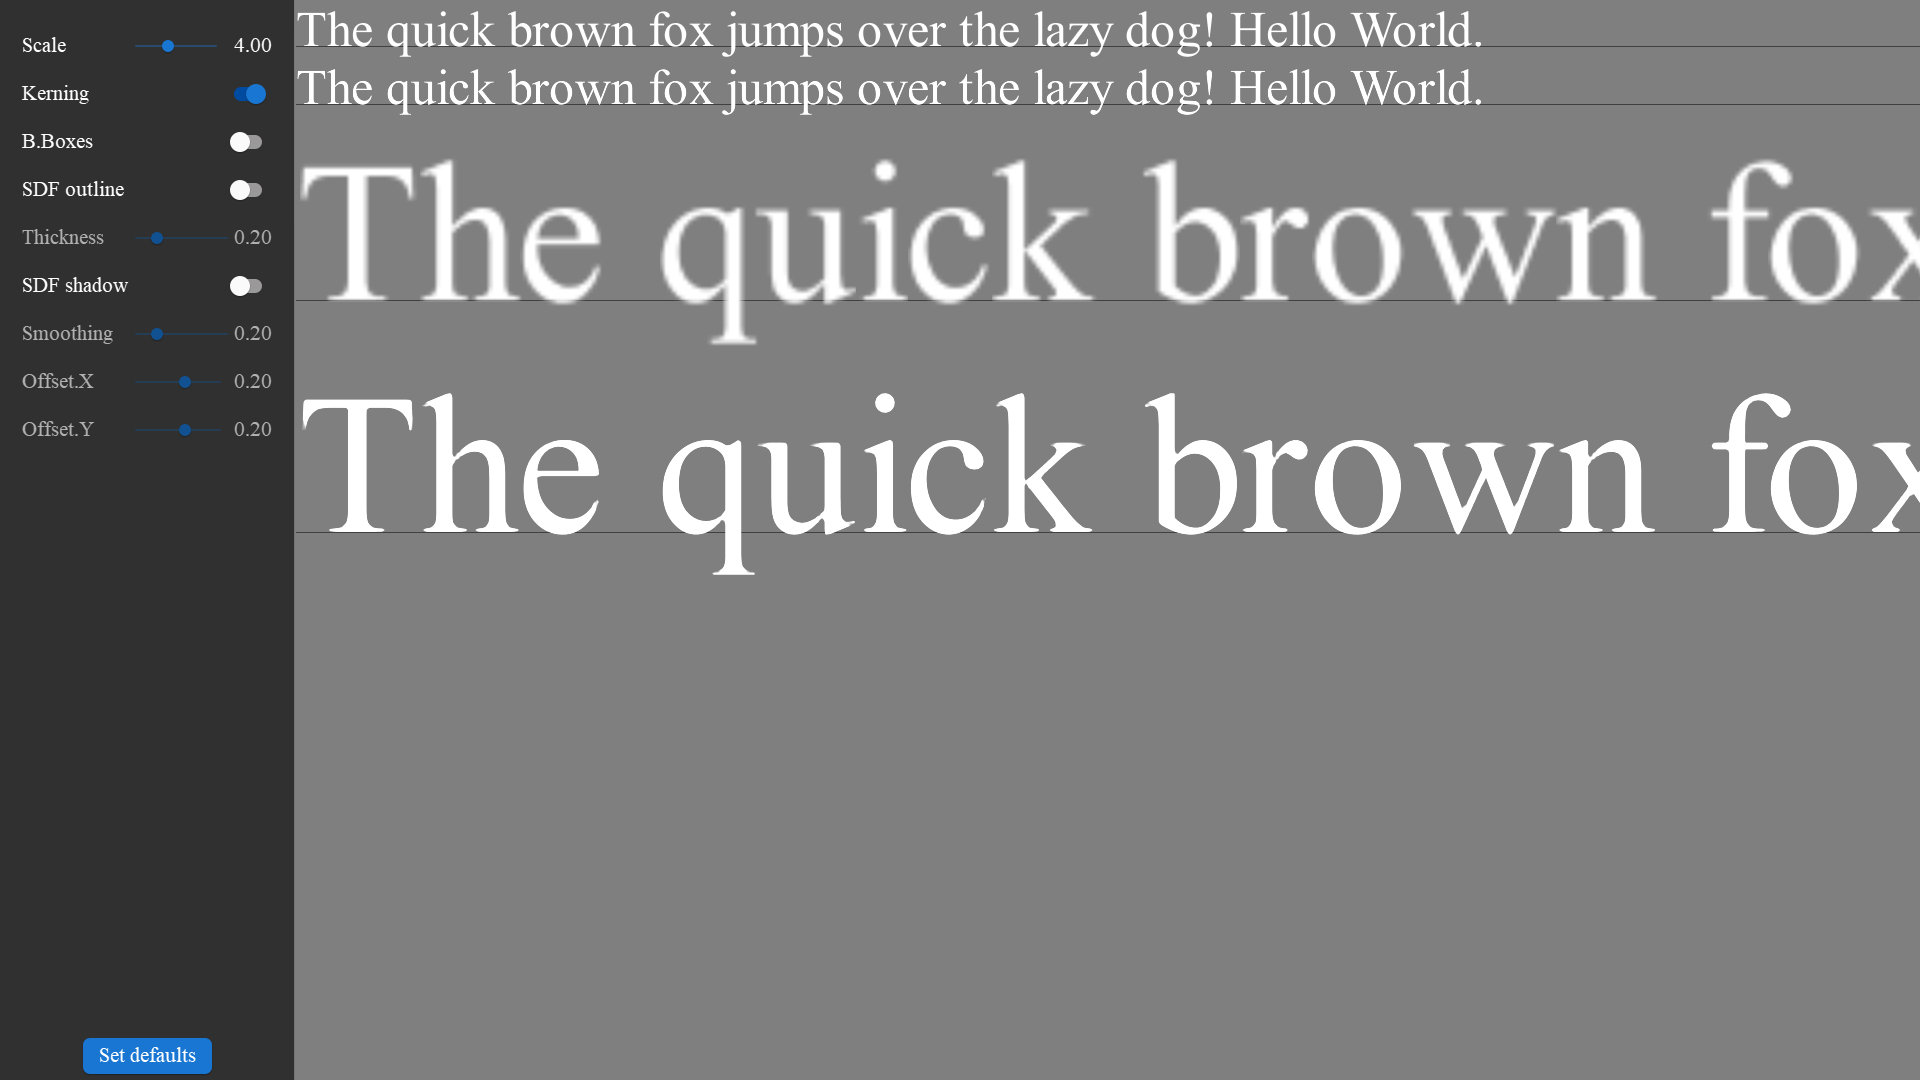 Scale 4.00
Kerning
B.Boxes
SDF outline
Thickness 0.20
SDF shadow
Smoothing 0.20
Offset.X 0.20
Offset.Y 0.20
Set defaults
The quick brown fox jumps over the lazy dog! Hello World.
The quick brown fox jumps over the lazy dog! Hello World.
The quick brown fox
The quick brown fox